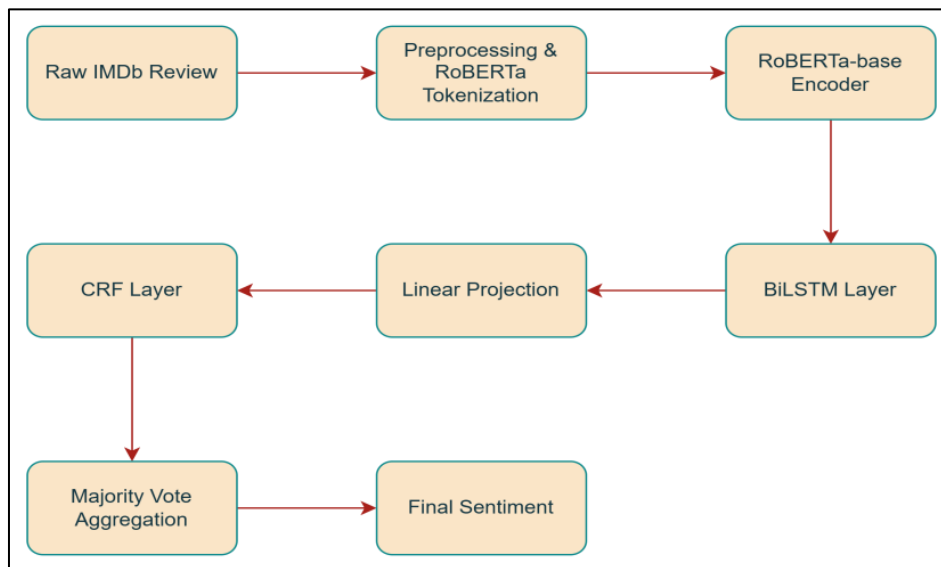 Raw IMDb Review
Preprocessing &
RoBERTa
Tokenization
RoBERTa-base
Encoder
BiLSTM Layer
Linear Projection
CRF Layer
Majority Vote
Aggregation
Final Sentiment